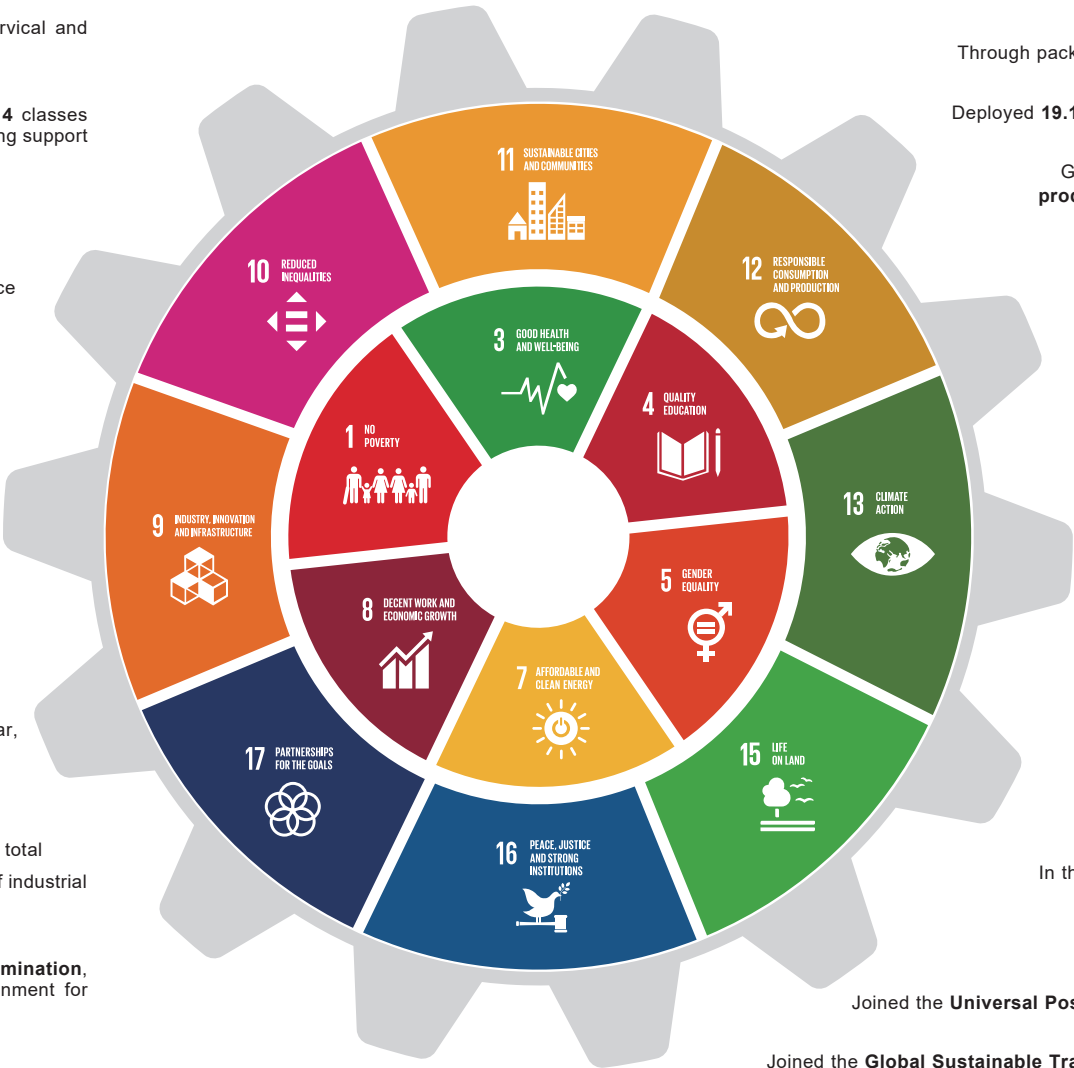 rvical and
4 classes
ng support
ce
ar,
total
f industrial
mination,
nment for
Through pack
Deployed 19.1
G
proc
In th
Joined the Universal Pos
Joined the Global Sustainable Tra
11 SUSTAINABLE CITIES
AND COMMUNITIES
12 RESPONSIBLE
CONSUMPTION
AND PRODUCTION
10 REDUCED
INEQUALITIES
3 GOOD HEALTH
AND WELL-BEING
4 QUALITY
EDUCATION
1 NO
POVERTY
13 CLIMATE
ACTION
9 INDUSTRY, INNOVATION
AND INFRASTRUCTURE
5 GENDER
EQUALITY
8 DECENT WORK AND
ECONOMIC GROWTH
7 AFFORDABLE AND
CLEAN ENERGY
15 LIFE
ON LAND
17 PARTNERSHIPS
FOR THE GOALS
16 PEACE, JUSTICE
AND STRONG
INSTITUTIONS